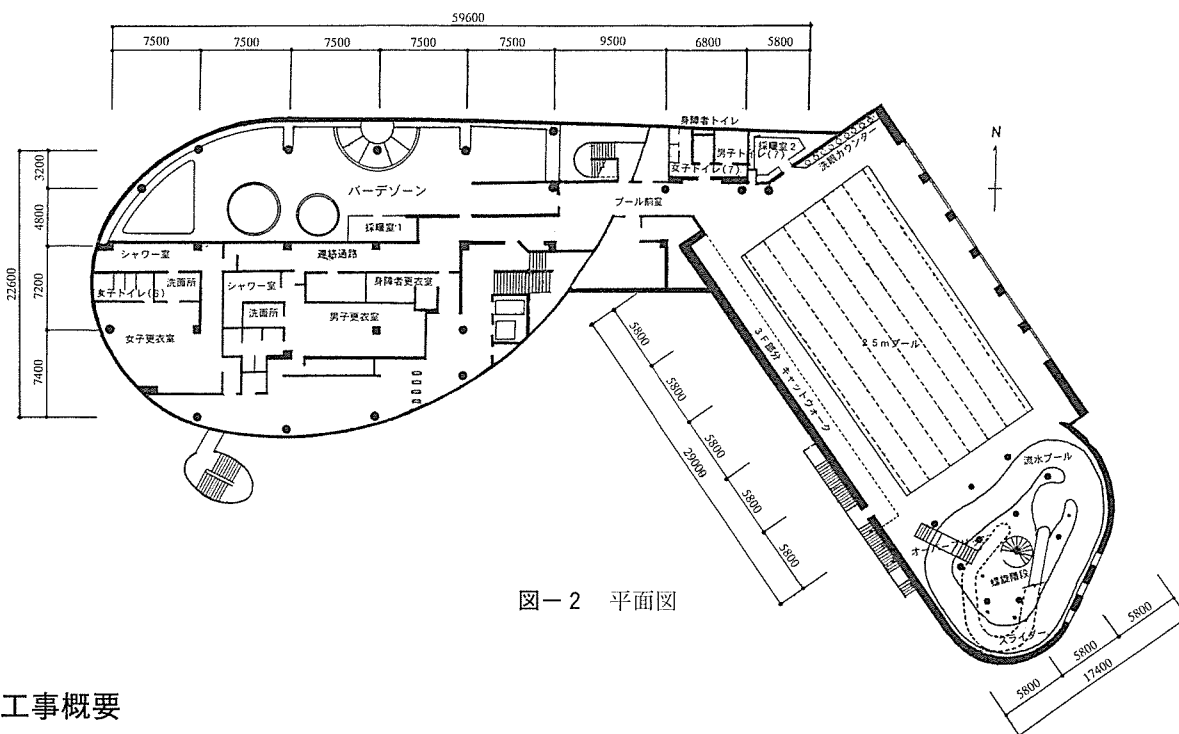 59600
7500
7500
7500
7500
7500
9500
6800
5800
22600
3200
4800
7200
7400
N
身障者トイレ
女子トイレ(7)
男子トイレ(7)
採暖室2
洗眼カウンター
バーデゾーン
採暖室1
プール前室
シャワー室
連絡通路
女子トイレ(6)
洗面所
シャワー室
身障者更衣室
洗面所
男子更衣室
女子更衣室
25mプール
3F部分 キャットウオーク
流水プール
螺旋階段
スライダー
5800
5800
5800
5800
5800
29000
5800
5800
5800
17400
図－2 平面図
工事概要